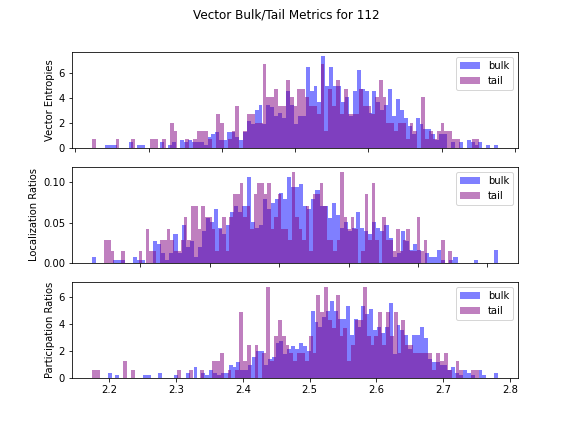 Vector Bulk/Tail Metrics for 112
Vector Entropies
6
4
2
0
bulk
tail
Localization Ratios
0.10
0.05
0.00
bulk
tail
Participation Ratios
6
4
2
0
bulk
tail
2.2 2.3 2.4 2.5 2.6 2.7 2.8